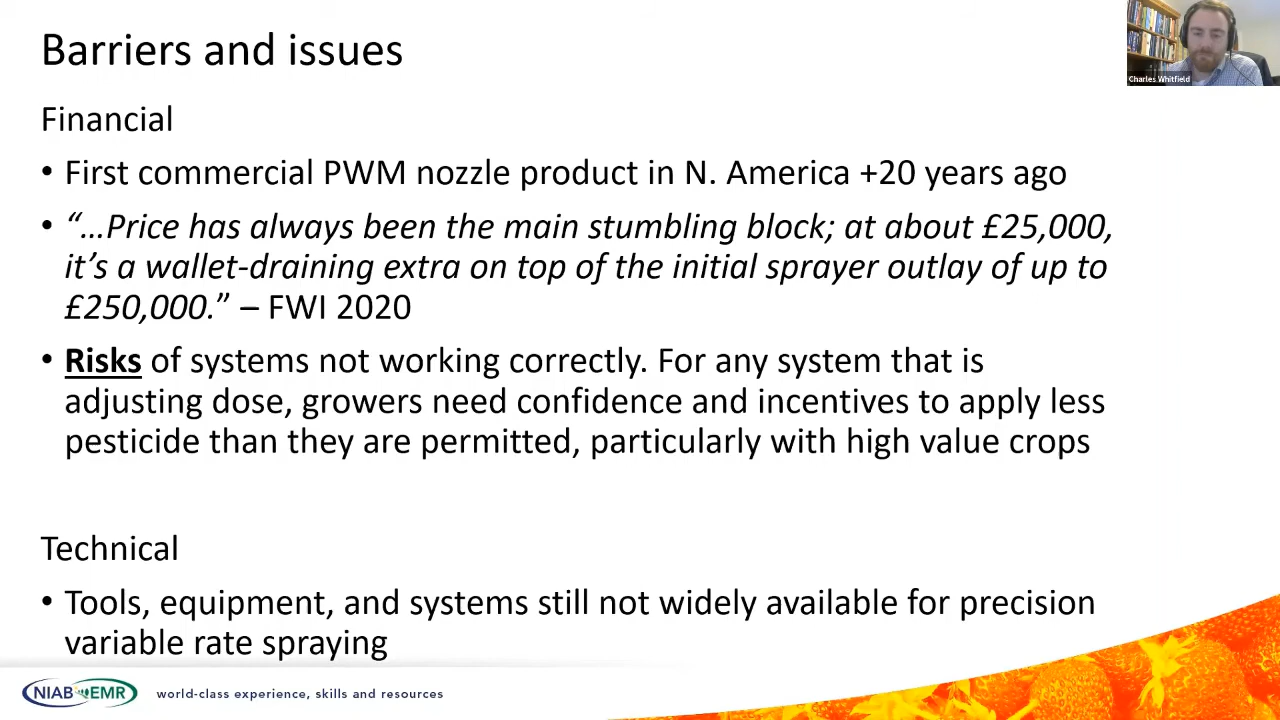 Barriers and issues
Charles Whitfield
Financial
• First commercial PWM nozzle product in N. America +20 years ago
• “…Price has always been the main stumbling block; at about £25,000,
it’s a wallet-draining extra on top of the initial sprayer outlay of up to
£250,000.” – FWI 2020
• Risks of systems not working correctly. For any system that is
adjusting dose, growers need confidence and incentives to apply less
pesticide than they are permitted, particularly with high value crops
Technical
• Tools, equipment, and systems still not widely available for precision
variable rate spraying
NIAB EMR world-class experience, skills and resources